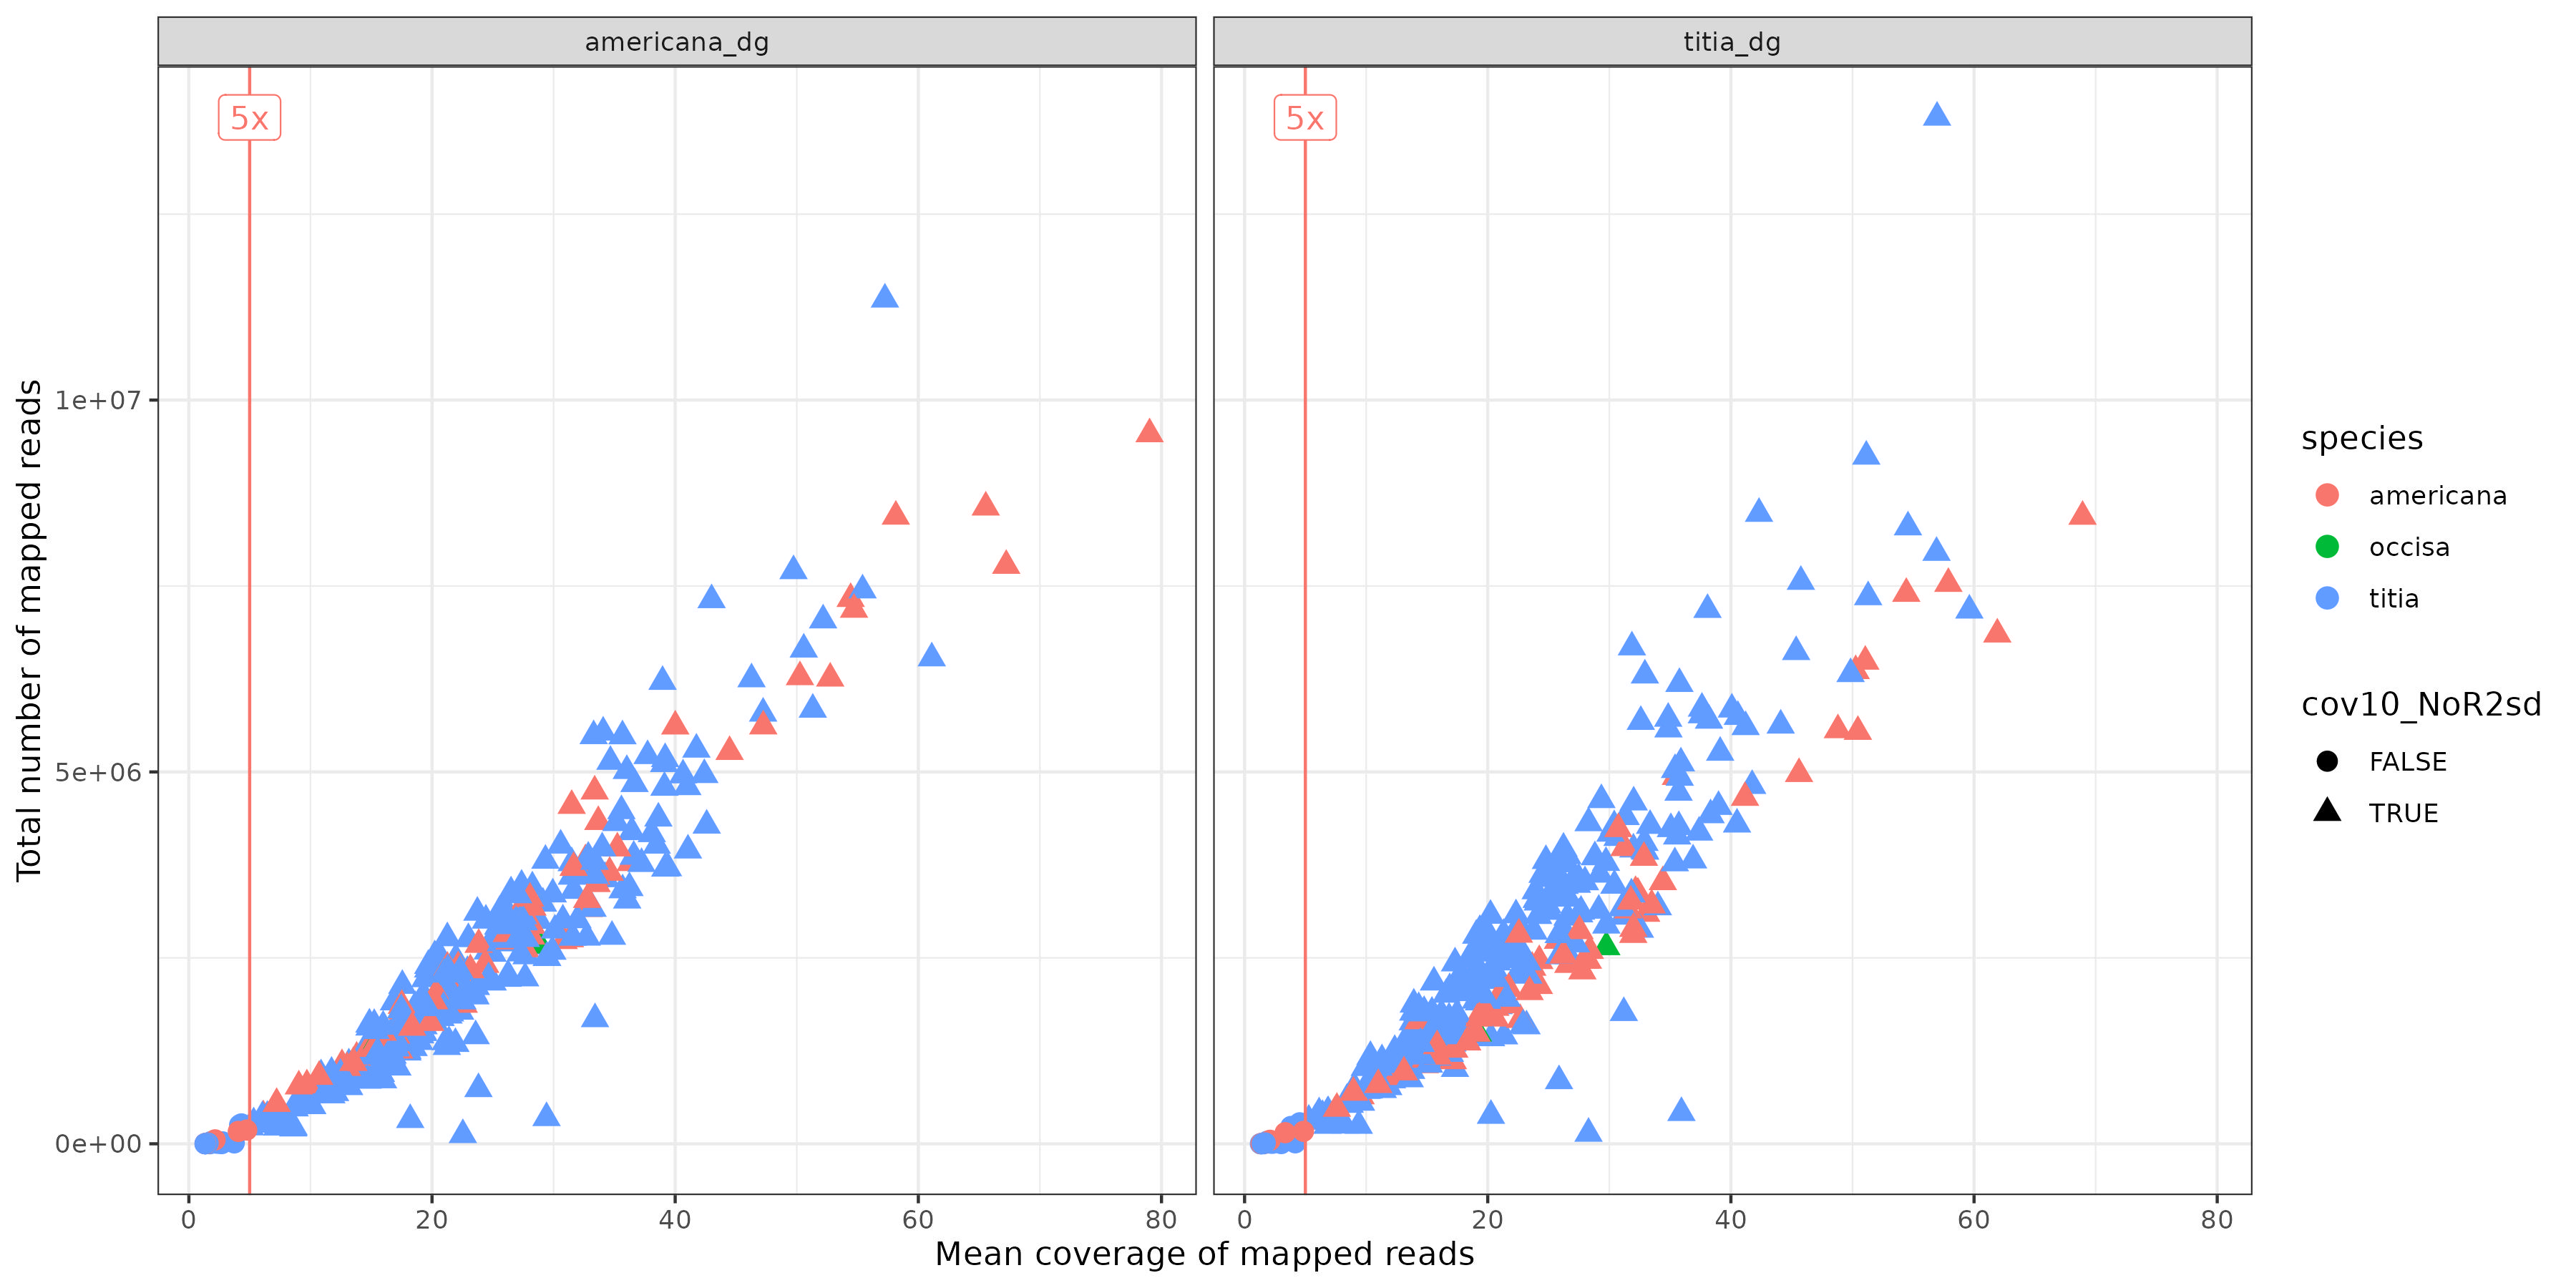 americana_dg
titia_dg
5x
5x
Total number of mapped reads
1e+07
5e+06
0e+00
0 20 40 60 80
0 20 40 60 80
Mean coverage of mapped reads
species
americana
occisa
titia
cov10_NoR2sd
FALSE
TRUE